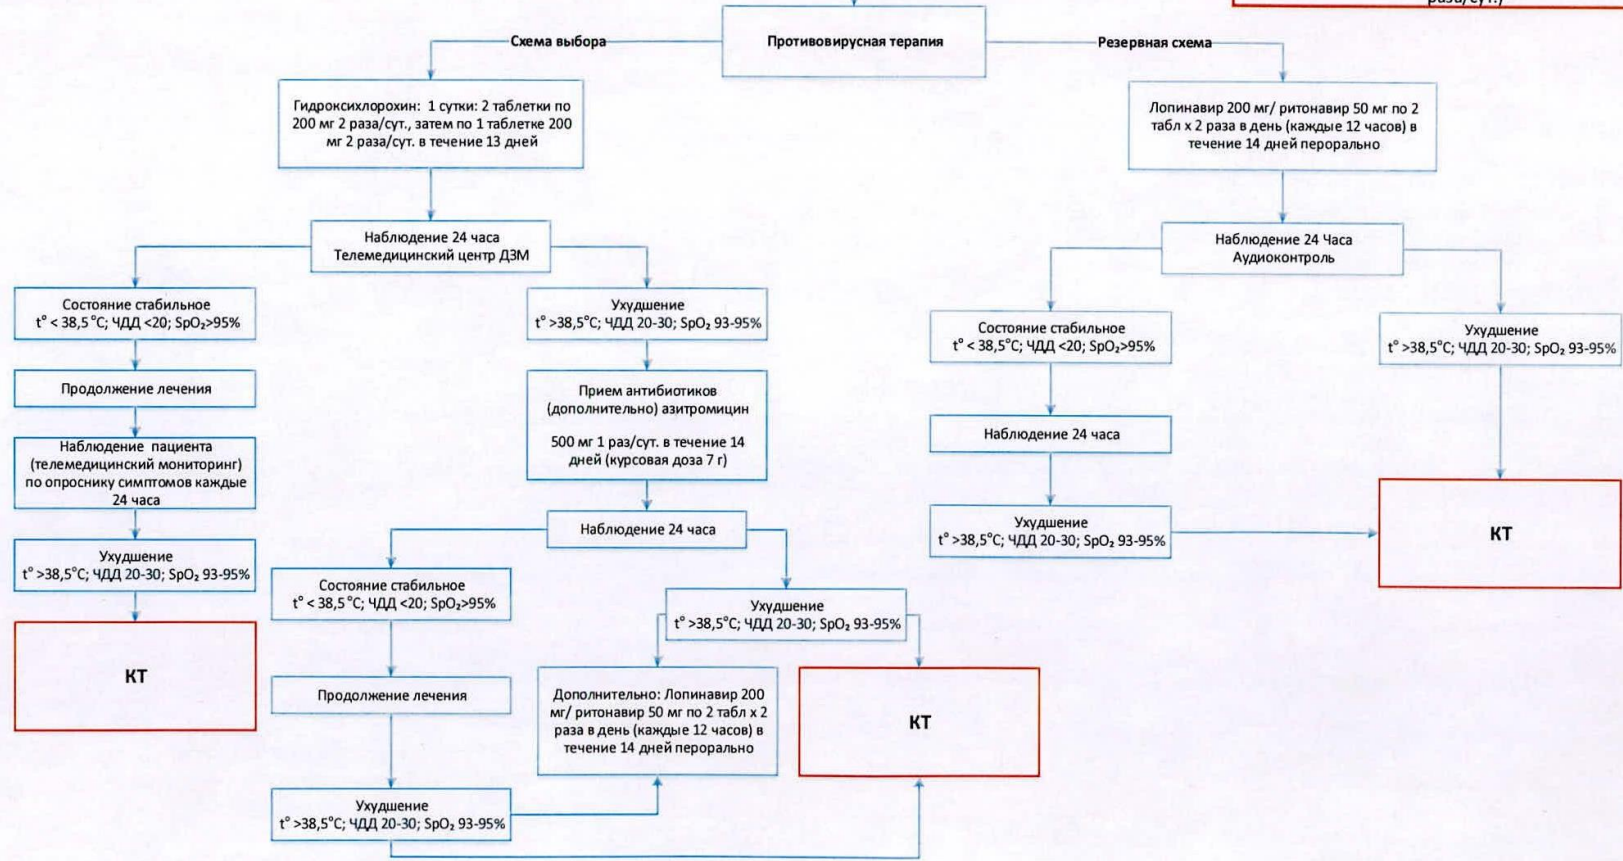 раза/сут.)
Схема выбора
Противовирусная терапия
Резервная схема
Гидроксихлорохин: 1 сутки: 2 таблетки по
200 мг 2 раза/сут., затем по 1 таблетке 200
мг 2 раза/сут. в течение 13 дней
Лопинавир 200 мг/ ритонавир 50 мг по 2
табл х 2 раза в день (каждые 12 часов) в
течение 14 дней перорально
Наблюдение 24 часа
Телемедицинский центр ДЗМ
Наблюдение 24 Часа
Аудиоконтроль
Состояние стабильное
t° < 38,5°С; ЧДД <20; SpO₂>95%
Ухудшение
t° >38,5°С; ЧДД 20-30; SpO₂ 93-95%
Состояние стабильное
t° < 38,5°С; ЧДД <20; SpO₂>95%
Ухудшение
t° >38,5°С; ЧДД 20-30; SpO₂ 93-95%
Продолжение лечения
Прием антибиотиков
(дополнительно) азитромицин
500 мг 1 раз/сут. в течение 14
дней (курсовая доза 7 г)
Наблюдение 24 часа
Наблюдение пациента
(телемедицинский мониторинг)
по опроснику симптомов каждые
24 часа
Наблюдение 24 часа
Ухудшение
t° >38,5°С; ЧДД 20-30; SpO₂ 93-95%
КТ
Ухудшение
t° >38,5°С; ЧДД 20-30; SpO₂ 93-95%
Состояние стабильное
t° < 38,5°С; ЧДД <20; SpO₂>95%
Ухудшение
t° >38,5°С; ЧДД 20-30; SpO₂ 93-95%
КТ
Продолжение лечения
Дополнительно: Лопинавир 200
мг/ ритонавир 50 мг по 2 табл х 2
раза в день (каждые 12 часов) в
течение 14 дней перорально
КТ
Ухудшение
t° >38,5°С; ЧДД 20-30; SpO₂ 93-95%